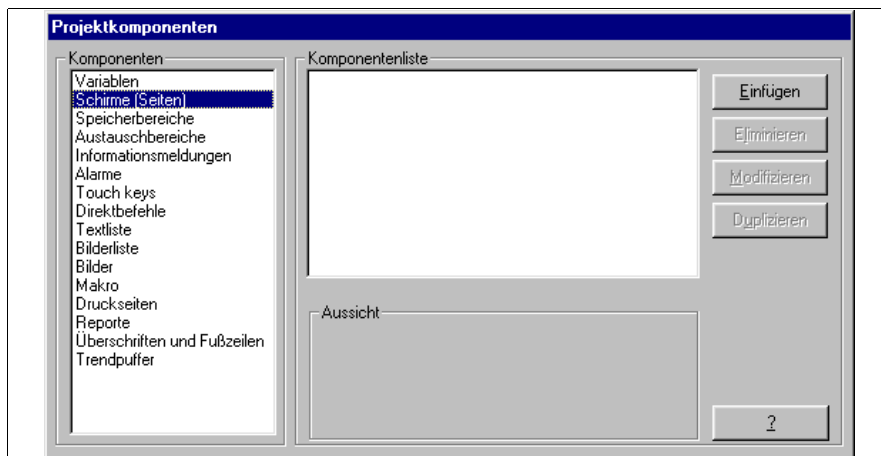 Projektkomponenten
Komponenten
Variablen
Schirme (Seiten)
Speicherbereiche
Austauschbereiche
Informationsmeldungen
Alarme
Touch keys
Direktbefehle
Textliste
Bilderliste
Bilder
Makro
Druckseiten
Reporte
Überschriften und Fußzeilen
Trendpuffer
Komponentenliste
Einfügen
Eliminieren
Modifizieren
Duplizieren
Aussicht
?